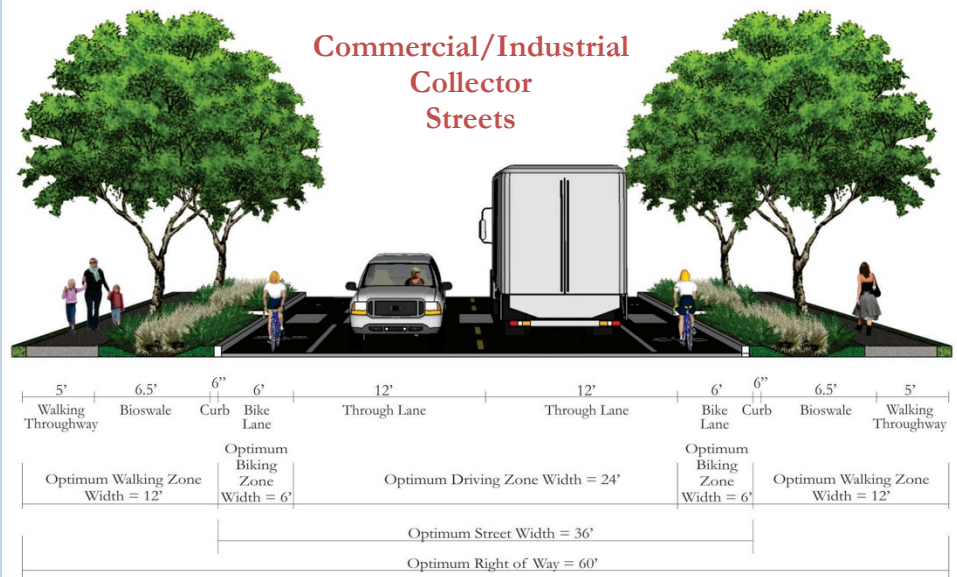 Commercial/Industrial
Collector
Streets
5’
6.5’
6”
6’
12’
12’
6’
6”
6.5’
5’
Walking
Throughway
Bioswale
Curb
Bike
Lane
Through Lane
Through Lane
Bike
Lane
Curb
Bioswale
Walking
Throughway
Optimum Walking Zone
Width = 12’
Optimum
Biking
Zone
Width = 6’
Optimum Driving Zone Width = 24’
Optimum
Biking
Zone
Width = 6’
Optimum Walking Zone
Width = 12’
Optimum Street Width = 36’
Optimum Right of Way = 60’